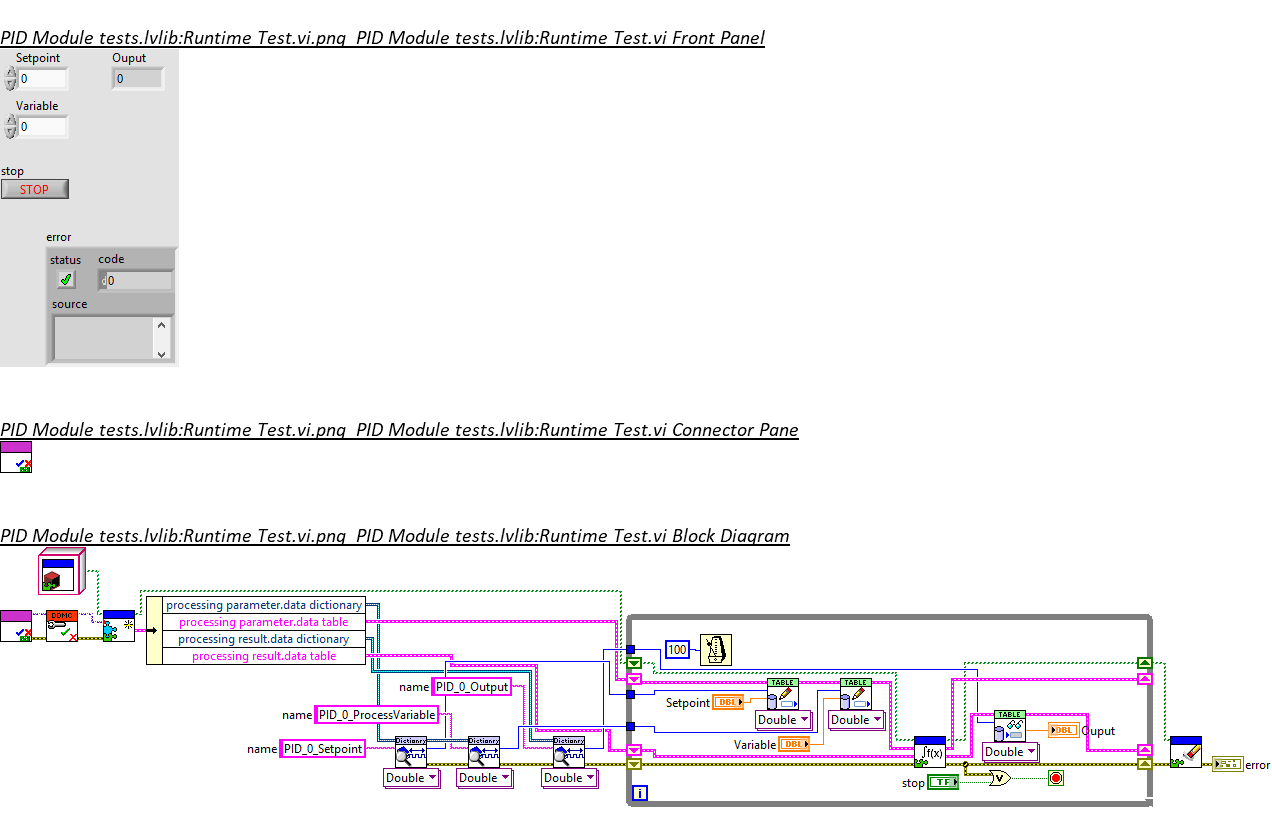 PID Module tests.lvlib:Runtime Test.vi.png PID Module tests.lvlib:Runtime Test.vi Front Panel
Setpoint Ouput
0 0
Variable
0
stop
STOP
error
status code
d0
source
PID Module tests.lvlib:Runtime Test.vi.png PID Module tests.lvlib:Runtime Test.vi Connector Pane
PID Module tests.lvlib:Runtime Test.vi.png PID Module tests.lvlib:Runtime Test.vi Block Diagram
DDMC
processing parameter.data dictionary
processing parameter.data table
processing result.data dictionary
processing result.data table
100
name PID_0_Output
TABLE TABLE
Setpoint DBL
Double Double
name PID_0_ProcessVariable
TABLE
DBL Ouput
name PID_0_Setpoint
Dictionry Dictionry Dictionry
Variable DBL
∫f(x)
Double
Double Double Double
error
stop TF
V
i